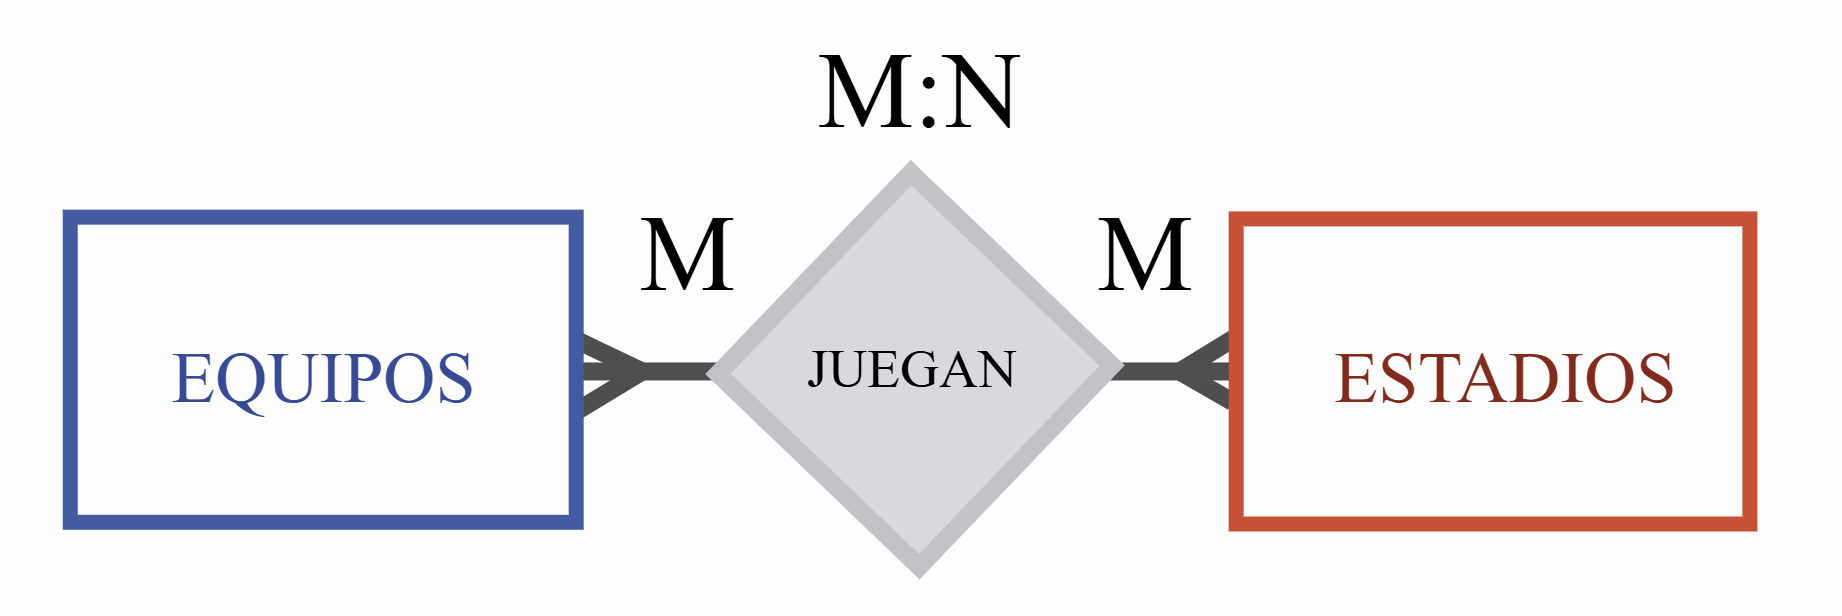 M:N
M
M
EQUIPOS
JUEGAN
ESTADIOS